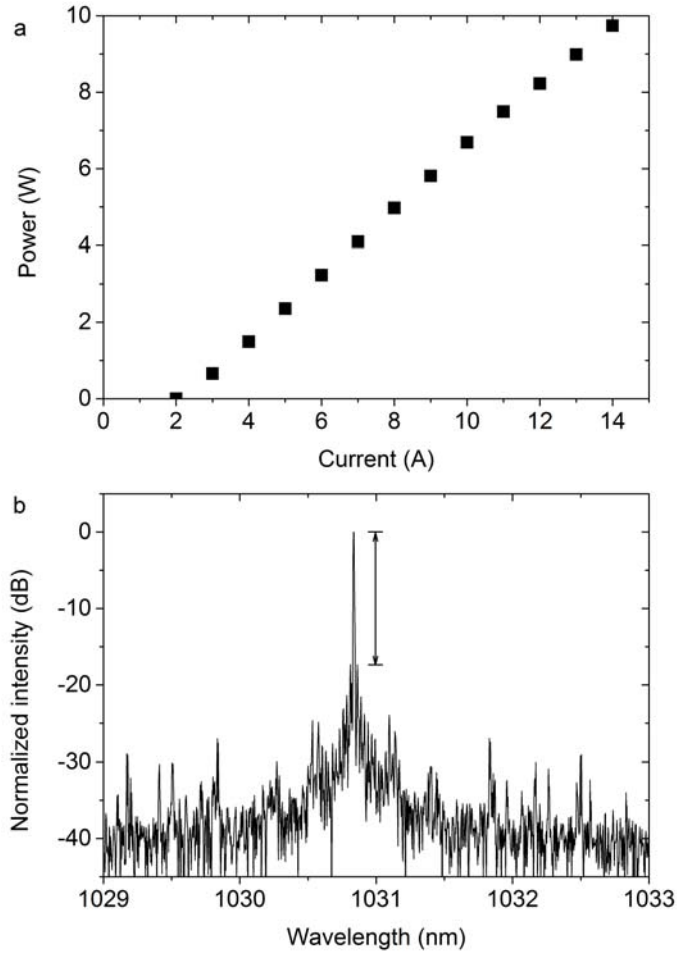 a
10
8
6
4
2
0
Power (W)
0 2 4 6 8 10 12 14
Current (A)
b
0
-10
-20
-30
-40
Normalized intensity (dB)
1029 1030 1031 1032 1033
Wavelength (nm)